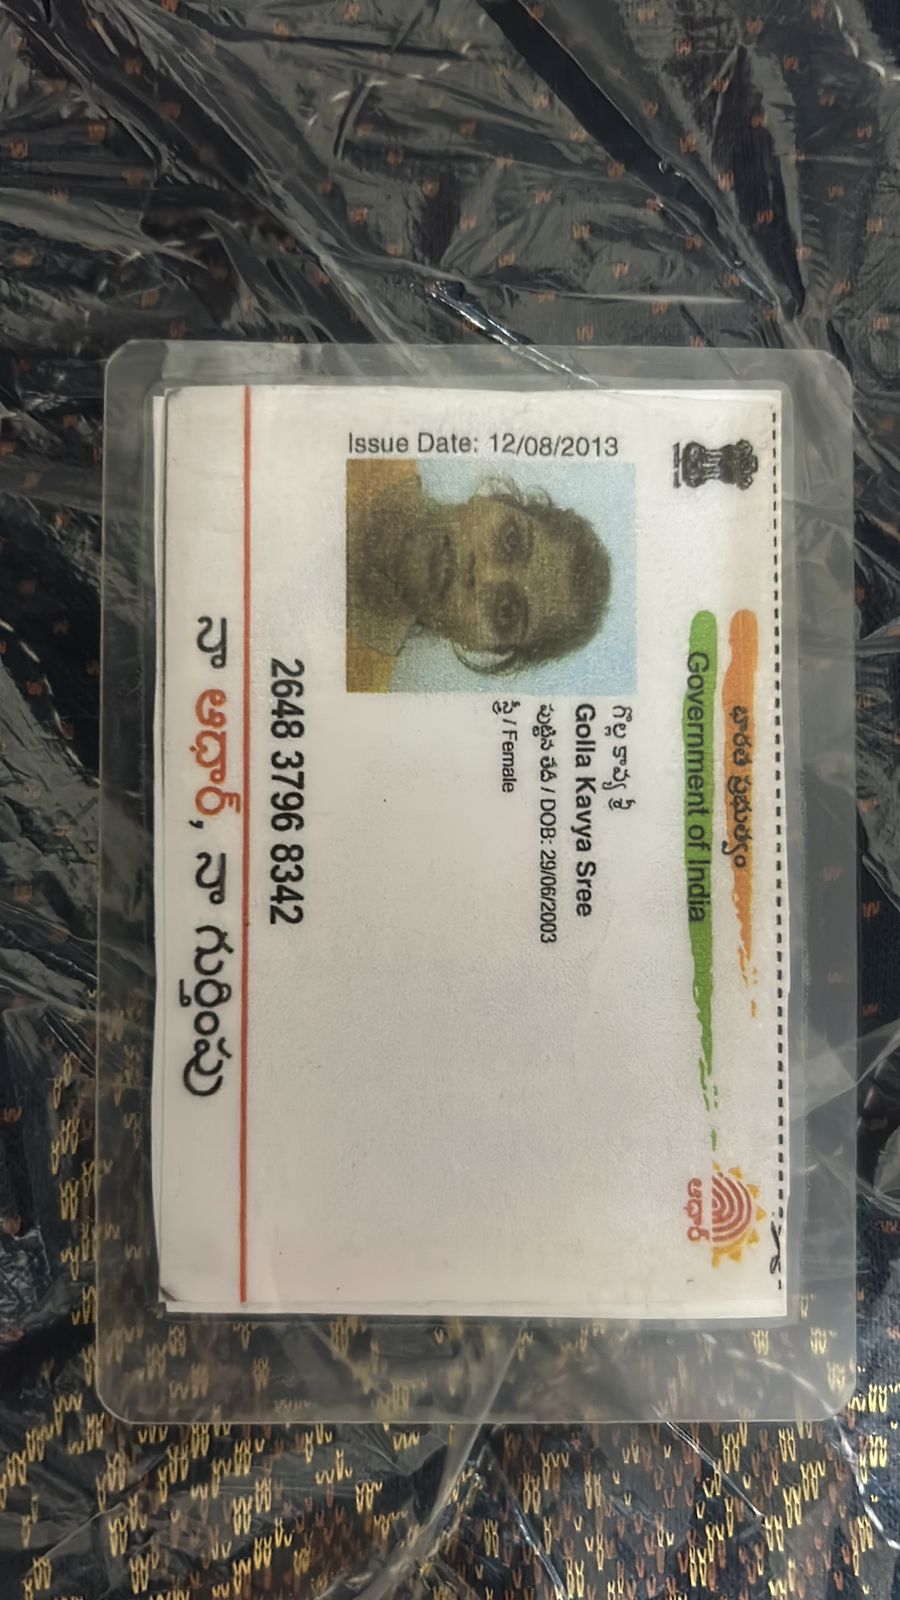 భారత ప్రభుత్వం
Government of India
ఆధార్
Issue Date: 12/08/2013
గొల్ల కావ్య శ్రీ
Golla Kavya Sree
పుట్టిన తేదీ / DOB: 29/06/2003
స్త్రీ / Female
2648 3796 8342
నా ఆధార్, నా గుర్తింపు